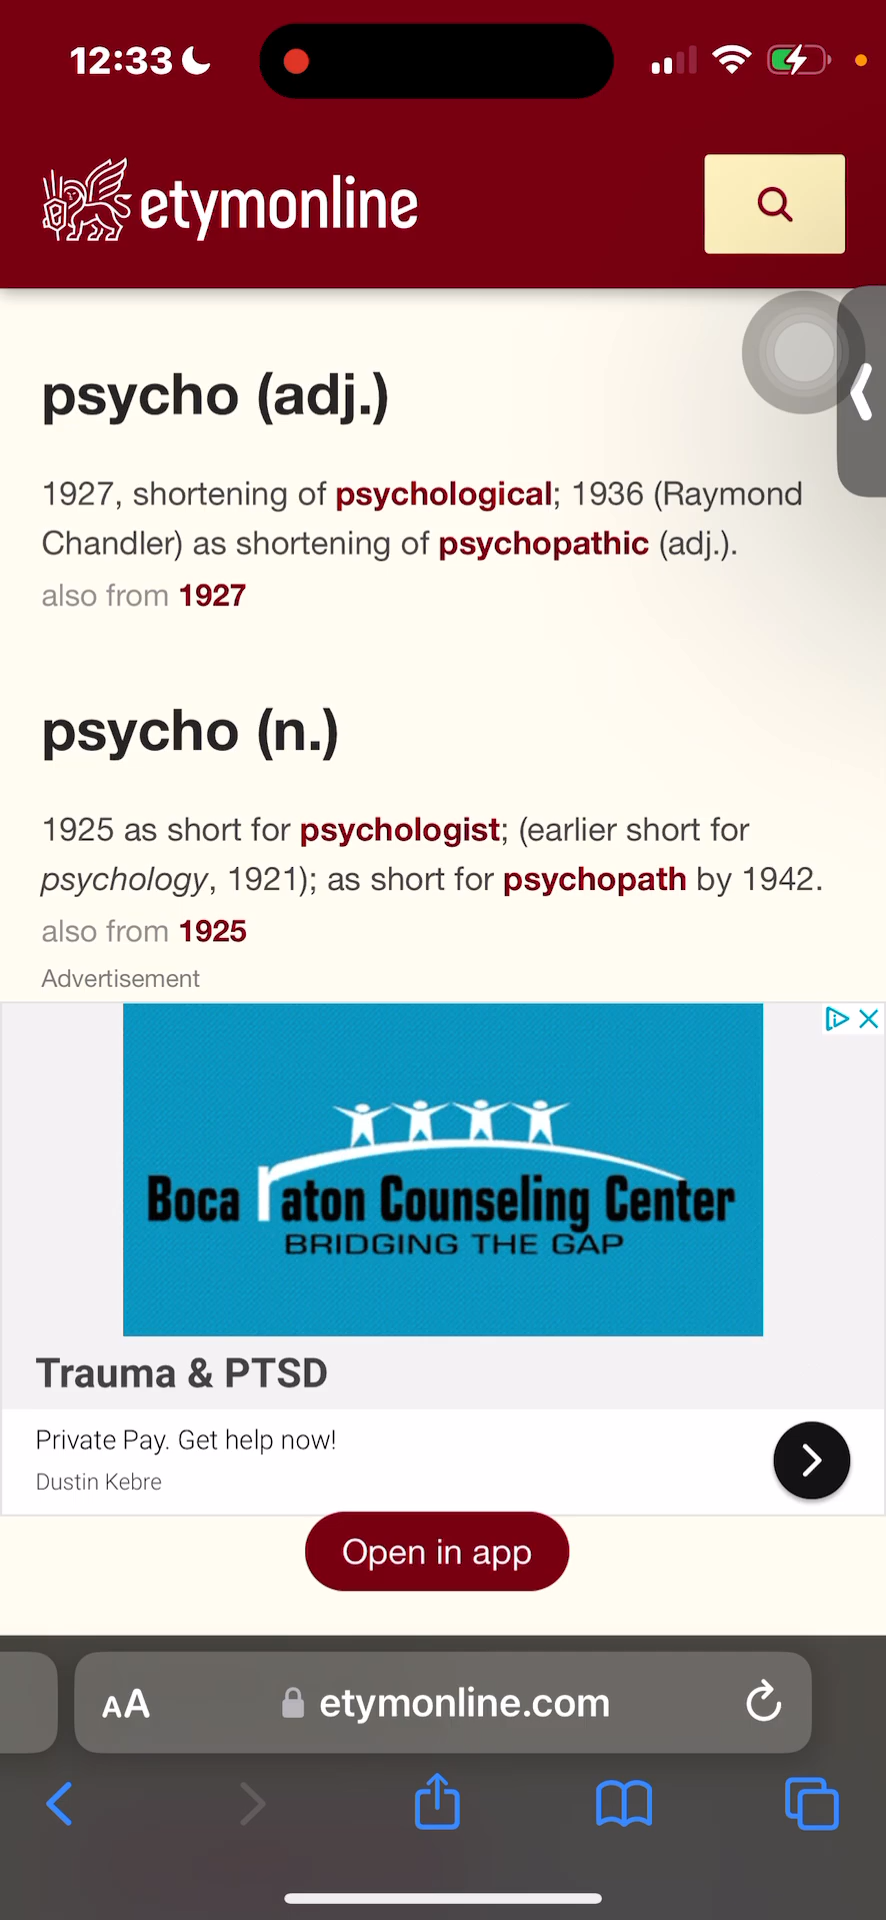 12:33
etymonline
psycho (adj.)
1927, shortening of psychological; 1936 (Raymond
Chandler) as shortening of psychopathic (adj.).
also from 1927
psycho (n.)
1925 as short for psychologist; (earlier short for
psychology, 1921); as short for psychopath by 1942.
also from 1925
Advertisement
Boca raton Counseling Center
BRIDGING THE GAP
Trauma & PTSD
Private Pay. Get help now!
Dustin Kebre
Open in app
AA etymonline.com